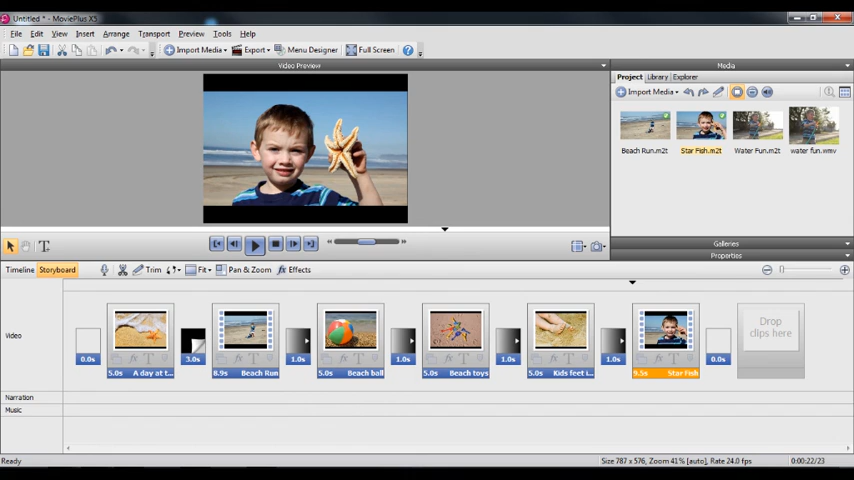 Untitled * - MoviePlus X5
File Edit View Insert Arrange Transport Preview Tools Help
Import Media Export Menu Designer Full Screen
Video Preview
Media
Project Library Explorer
Import Media
Beach Run.m2t Star Fish.m2t Water Fun.m2t water fun.wmv
Galleries
Properties
Timeline Storyboard Trim Fit Pan & Zoom Effects
Video
Drop
clips here
0.0s 3.0s 1.0s 1.0s 1.0s 1.0s 0.0s
5.0s A day at t... 8.9s Beach Run 5.0s Beach ball 5.0s Beach toys 5.0s Kids feet i... 9.5s Star Fish
Narration
Music
Ready Size 787 x 576, Zoom 41% [auto], Rate 24.0 fps 0:00:22/23